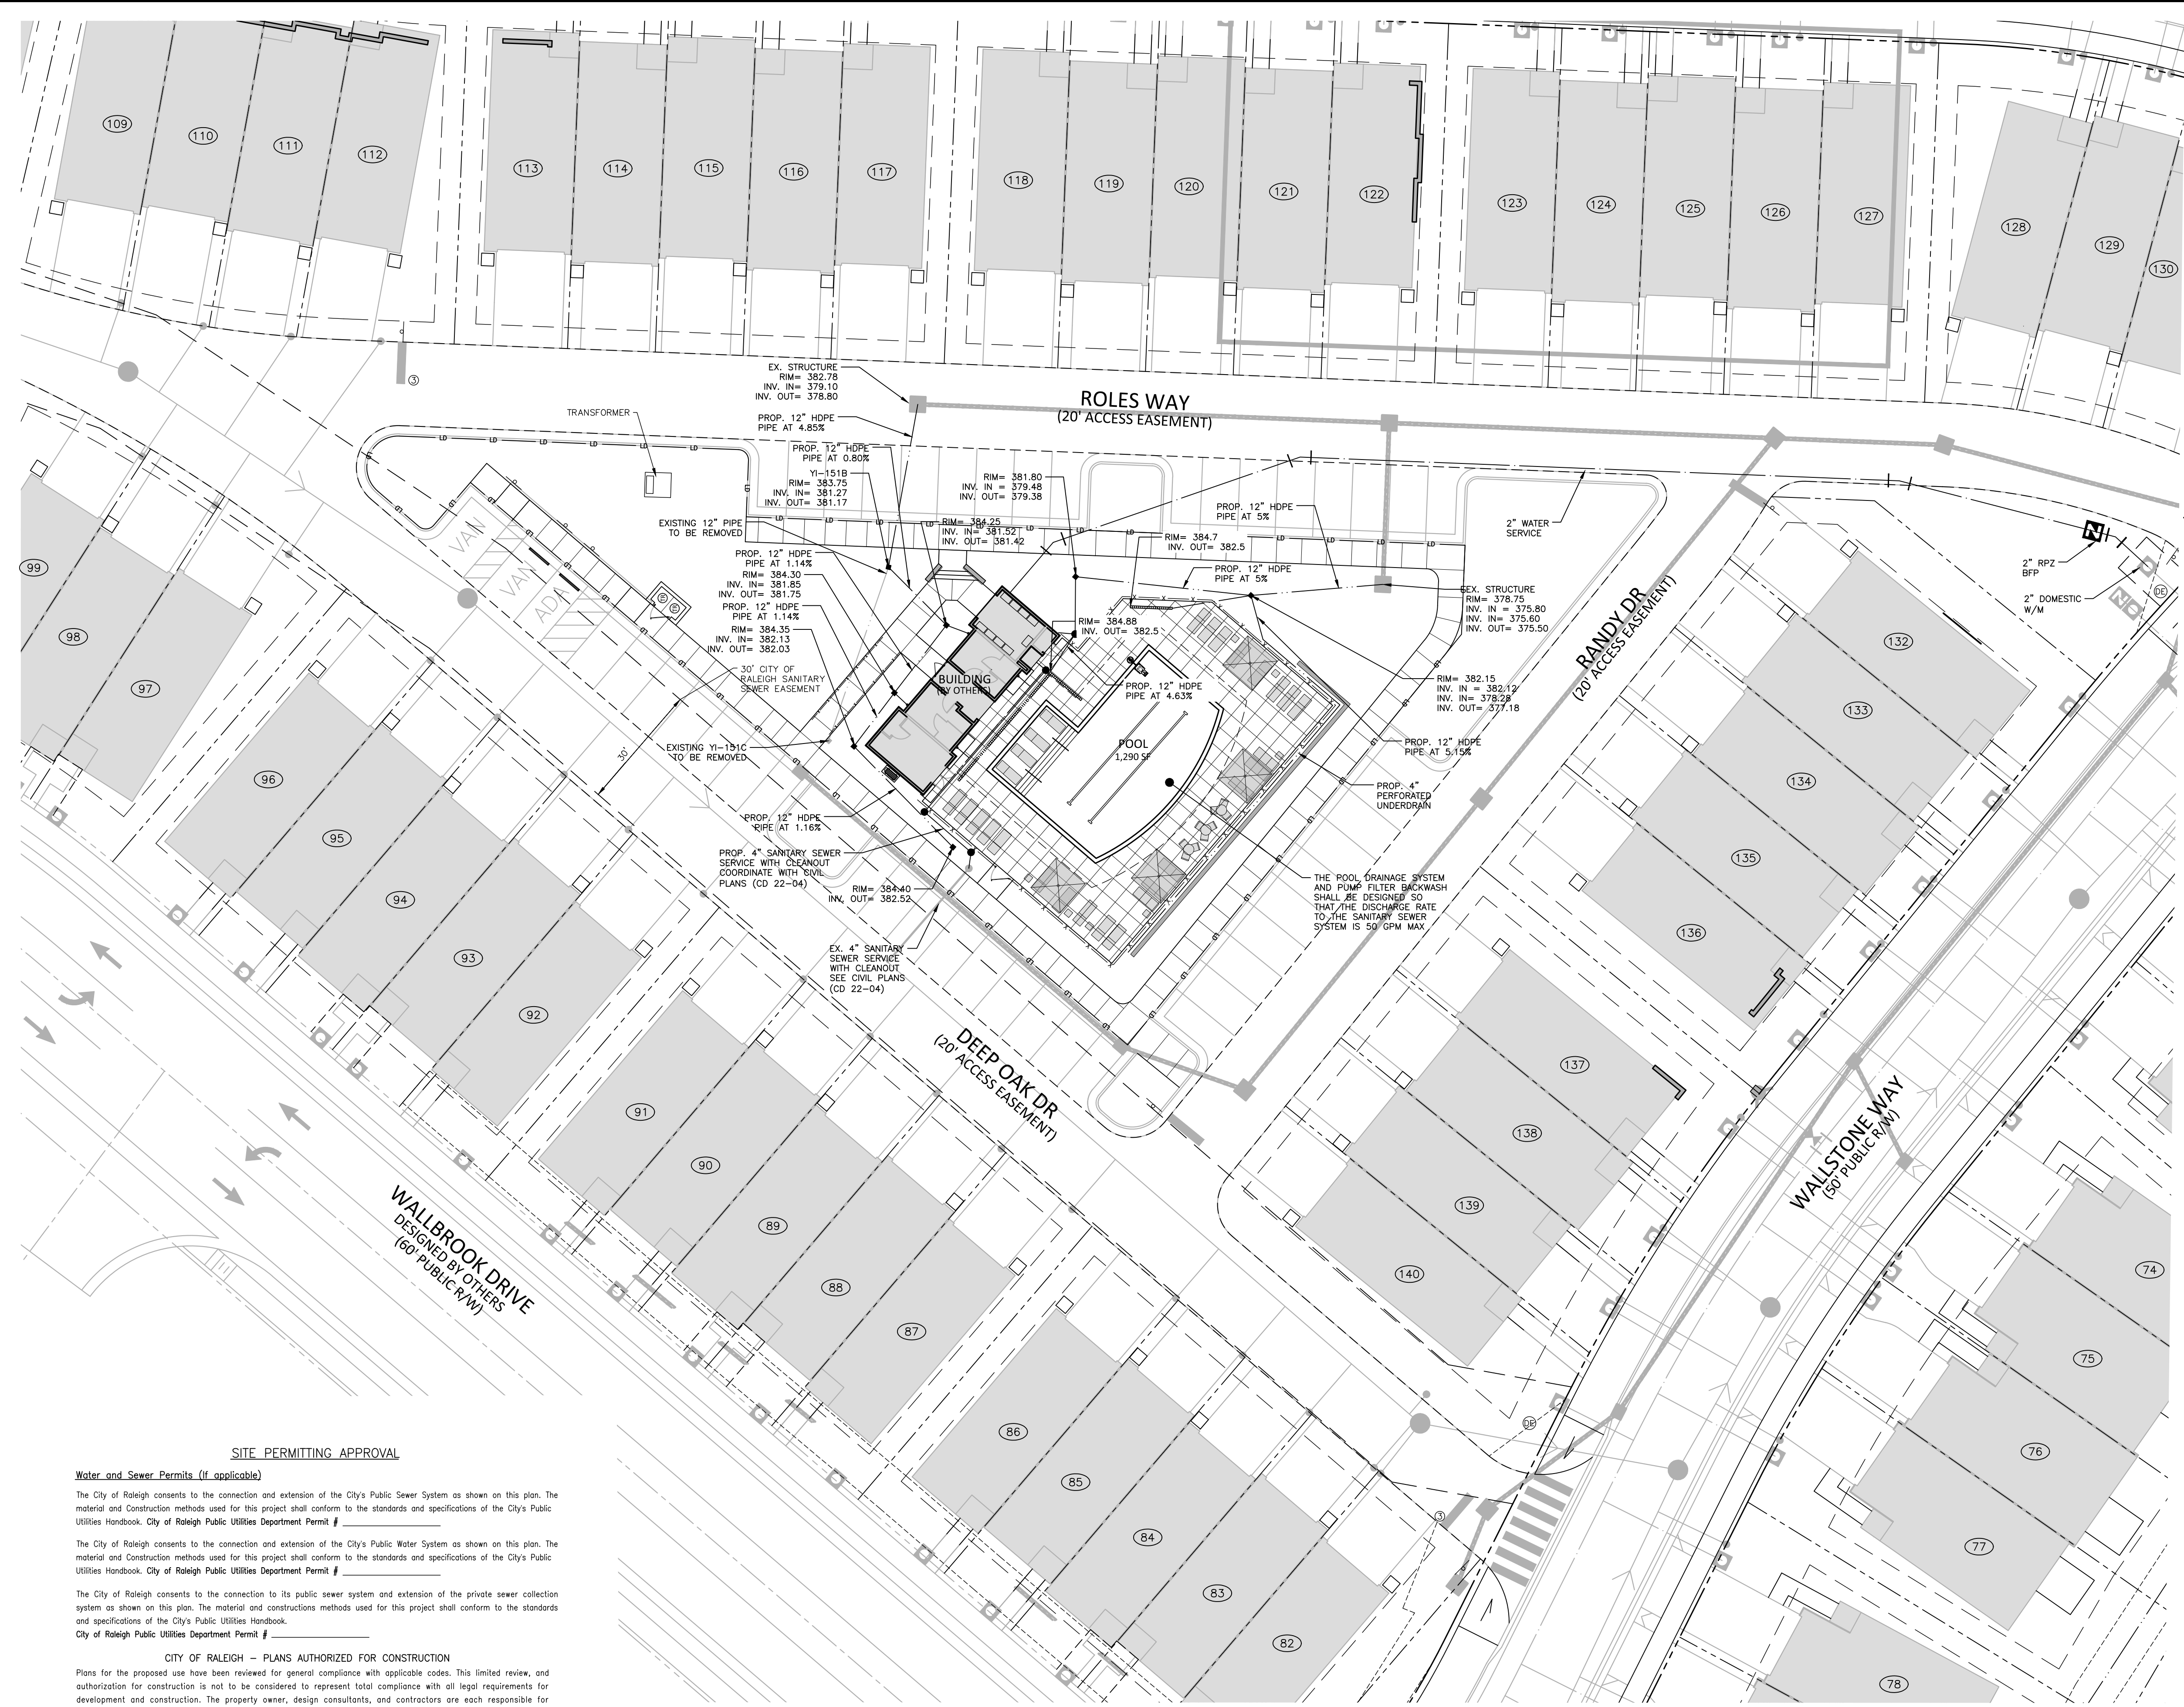 109
110
111
112
113
114
115
116
117
118
119
120
121
122
123
124
125
126
127
128
129
130
3
EX. STRUCTURE
RIM= 382.78
INV. IN= 379.10
INV. OUT= 378.80
ROLES WAY
(20' ACCESS EASEMENT)
TRANSFORMER
PROP. 12" HDPE
PIPE AT 4.85%
PROP. 12" HDPE
PIPE AT 0.80%
YI-151B
RIM= 383.75
INV. IN= 381.27
INV. OUT= 381.17
RIM= 381.80
INV. IN = 379.48
INV. OUT= 379.38
EXISTING 12" PIPE
TO BE REMOVED
RIM= 384.25
INV. IN= 381.52
INV. OUT= 381.42
PROP. 12" HDPE
PIPE AT 5%
RIM= 384.7
INV. OUT= 382.5
2" WATER
SERVICE
PROP. 12" HDPE
PIPE AT 1.14%
RIM= 384.30
INV. IN= 381.85
INV. OUT= 381.75
PROP. 12" HDPE
PIPE AT 5%
EEX. STRUCTURE
RIM= 378.75
INV. IN = 375.80
INV. IN= 375.60
INV. OUT= 375.50
2" RPZ
BFP
2" DOMESTIC
W/M
DE
PROP. 12" HDPE
PIPE AT 1.14%
RIM= 384.35
INV. IN= 382.13
INV. OUT= 382.03
RIM= 384.88
INV. OUT= 382.5
30' CITY OF
RALEIGH SANITARY
SEWER EASEMENT
BUILDING
(BY OTHERS)
PROP. 12" HDPE
PIPE AT 4.63%
RIM= 382.15
INV. IN = 382.12
INV. IN= 378.28
INV. OUT= 377.18
RANDY DR
(20' ACCESS EASEMENT)
VAN
VAN
ADA
EXISTING YI-151C
TO BE REMOVED
30'
POOL
1,290 SF
PROP. 12" HDPE
PIPE AT 5.15%
PROP. 4"
PERFORATED
UNDERDRAIN
PROP. 12" HDPE
PIPE AT 1.16%
PROP. 4" SANITARY SEWER
SERVICE WITH CLEANOUT
COORDINATE WITH CIVIL
PLANS (CD 22-04)
RIM= 384.40
INV. OUT= 382.52
THE POOL DRAINAGE SYSTEM
AND PUMP FILTER BACKWASH
SHALL BE DESIGNED SO
THAT THE DISCHARGE RATE
TO THE SANITARY SEWER
SYSTEM IS 50 GPM MAX
EX. 4" SANITARY
SEWER SERVICE
WITH CLEANOUT
SEE CIVIL PLANS
(CD 22-04)
DEEP OAK DR
(20' ACCESS EASEMENT)
99
98
97
96
95
94
93
92
91
90
89
88
87
86
85
84
83
82
132
133
134
135
136
137
138
139
140
WALLSTONE WAY
(50' PUBLIC R/W)
74
75
76
77
78
DE
3
WALLBROOK DRIVE
DESIGNED BY OTHERS
(60' PUBLIC R/W)
SITE PERMITTING APPROVAL
Water and Sewer Permits (If applicable)
The City of Raleigh consents to the connection and extension of the City's Public Sewer System as shown on this plan. The
material and Construction methods used for this project shall conform to the standards and specifications of the City's Public
Utilities Handbook. City of Raleigh Public Utilities Department Permit # ____________
The City of Raleigh consents to the connection and extension of the City's Public Water System as shown on this plan. The
material and Construction methods used for this project shall conform to the standards and specifications of the City's Public
Utilities Handbook. City of Raleigh Public Utilities Department Permit # ____________
The City of Raleigh consents to the connection to its public sewer system and extension of the private sewer collection
system as shown on this plan. The material and constructions methods used for this project shall conform to the standards
and specifications of the City's Public Utilities Handbook.
City of Raleigh Public Utilities Department Permit # ____________
CITY OF RALEIGH – PLANS AUTHORIZED FOR CONSTRUCTION
Plans for the proposed use have been reviewed for general compliance with applicable codes. This limited review, and
authorization for construction is not to be considered to represent total compliance with all legal requirements for
development and construction. The property owner, design consultants, and contractors are each responsible for